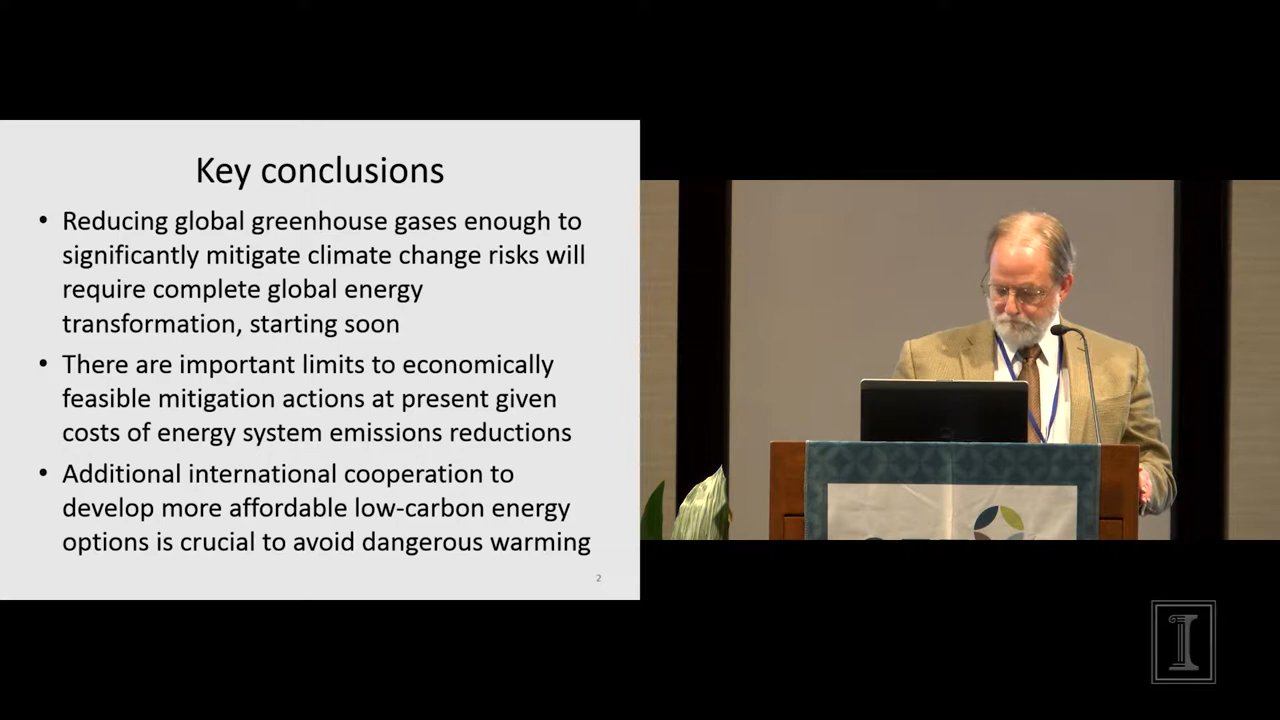 Key conclusions
• Reducing global greenhouse gases enough to
significantly mitigate climate change risks will
require complete global energy
transformation, starting soon
• There are important limits to economically
feasible mitigation actions at present given
costs of energy system emissions reductions
• Additional international cooperation to
develop more affordable low-carbon energy
options is crucial to avoid dangerous warming
2
I